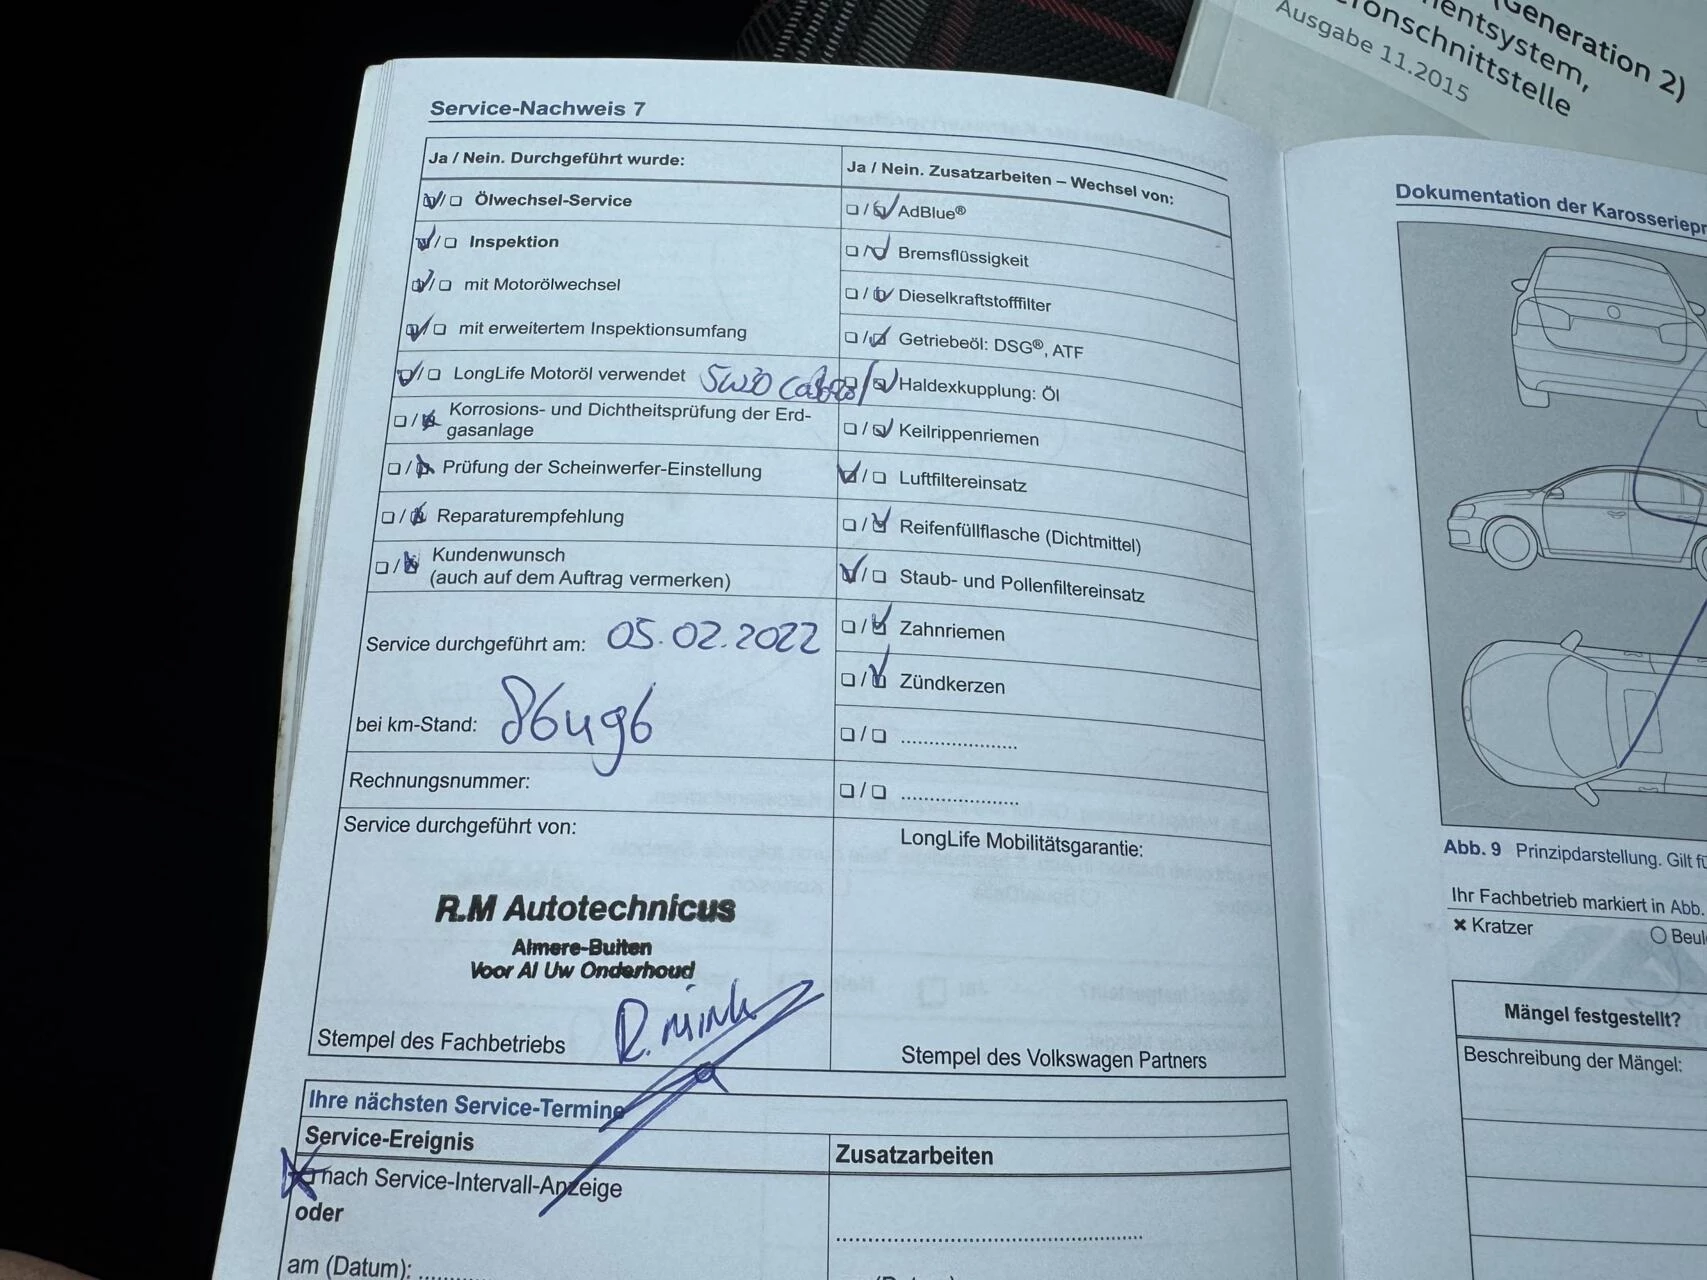 (Generation 2)
mentsystem,
ronschnittstelle
Ausgabe 11.2015
Service-Nachweis 7
Ja / Nein. Durchgeführt wurde:
Ölwechsel-Service
Inspektion
mit Motorölwechsel
mit erweitertem Inspektionsumfang
LongLife Motoröl verwendet 5W30 Castrol
Korrosions- und Dichtheitsprüfung der Erd-
gasanlage
Prüfung der Scheinwerfer-Einstellung
Reparaturempfehlung
Kundenwunsch
(auch auf dem Auftrag vermerken)
Service durchgeführt am: 05.02.2022
bei km-Stand: 86496
Rechnungsnummer:
Service durchgeführt von:
R.M Autotechnicus
Almere-Buiten
Voor Al Uw Onderhoud
R. Mink
Stempel des Fachbetriebs
Ja / Nein. Zusatzarbeiten – Wechsel von:
AdBlue®
Bremsflüssigkeit
Dieselkraftstofffilter
Getriebeöl: DSG®, ATF
Haldexkupplung: Öl
Keilrippenriemen
Luftfiltereinsatz
Reifenfüllflasche (Dichtmittel)
Staub- und Pollenfiltereinsatz
Zahnriemen
Zündkerzen
LongLife Mobilitätsgarantie:
Stempel des Volkswagen Partners
Ihre nächsten Service-Termine
Service-Ereignis
nach Service-Intervall-Anzeige
oder
am (Datum):
Zusatzarbeiten
Dokumentation der Karosseriepr
Abb. 9 Prinzipdarstellung. Gilt fü
Ihr Fachbetrieb markiert in Abb.
Kratzer
Beul
Mängel festgestellt?
Beschreibung der Mängel: